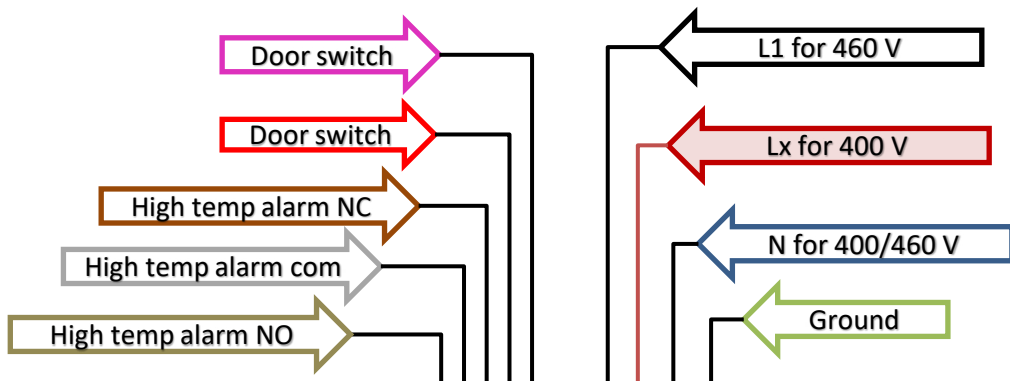 Door switch
Door switch
High temp alarm NC
High temp alarm com
High temp alarm NO
L1 for 460 V
Lx for 400 V
N for 400/460 V
Ground